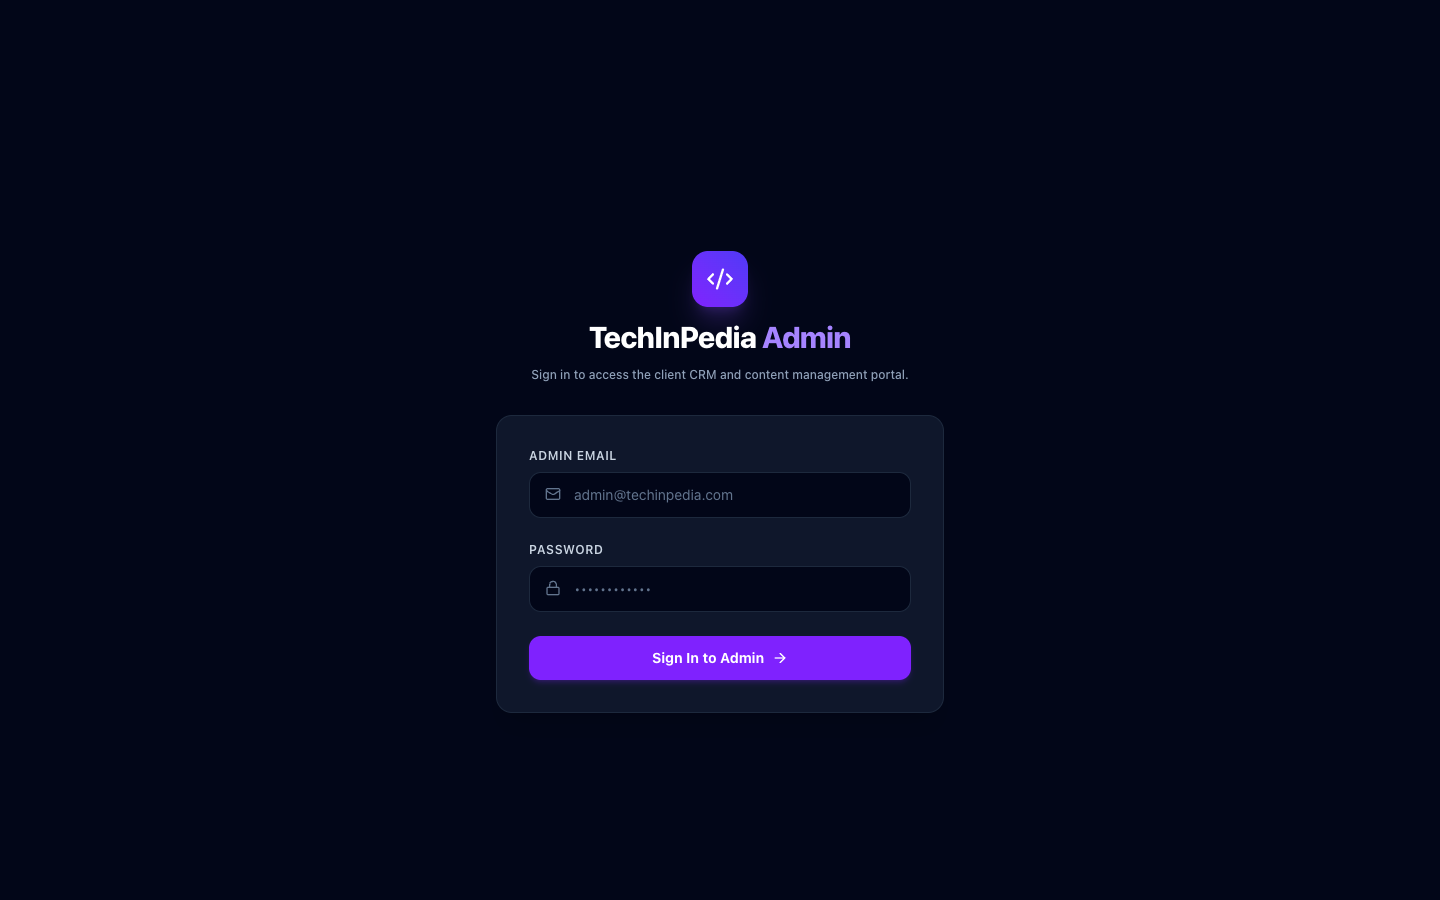 TechInPedia Admin
Sign in to access the client CRM and content management portal.
ADMIN EMAIL
admin@techinpedia.com
PASSWORD
••••••••••••
Sign In to Admin →